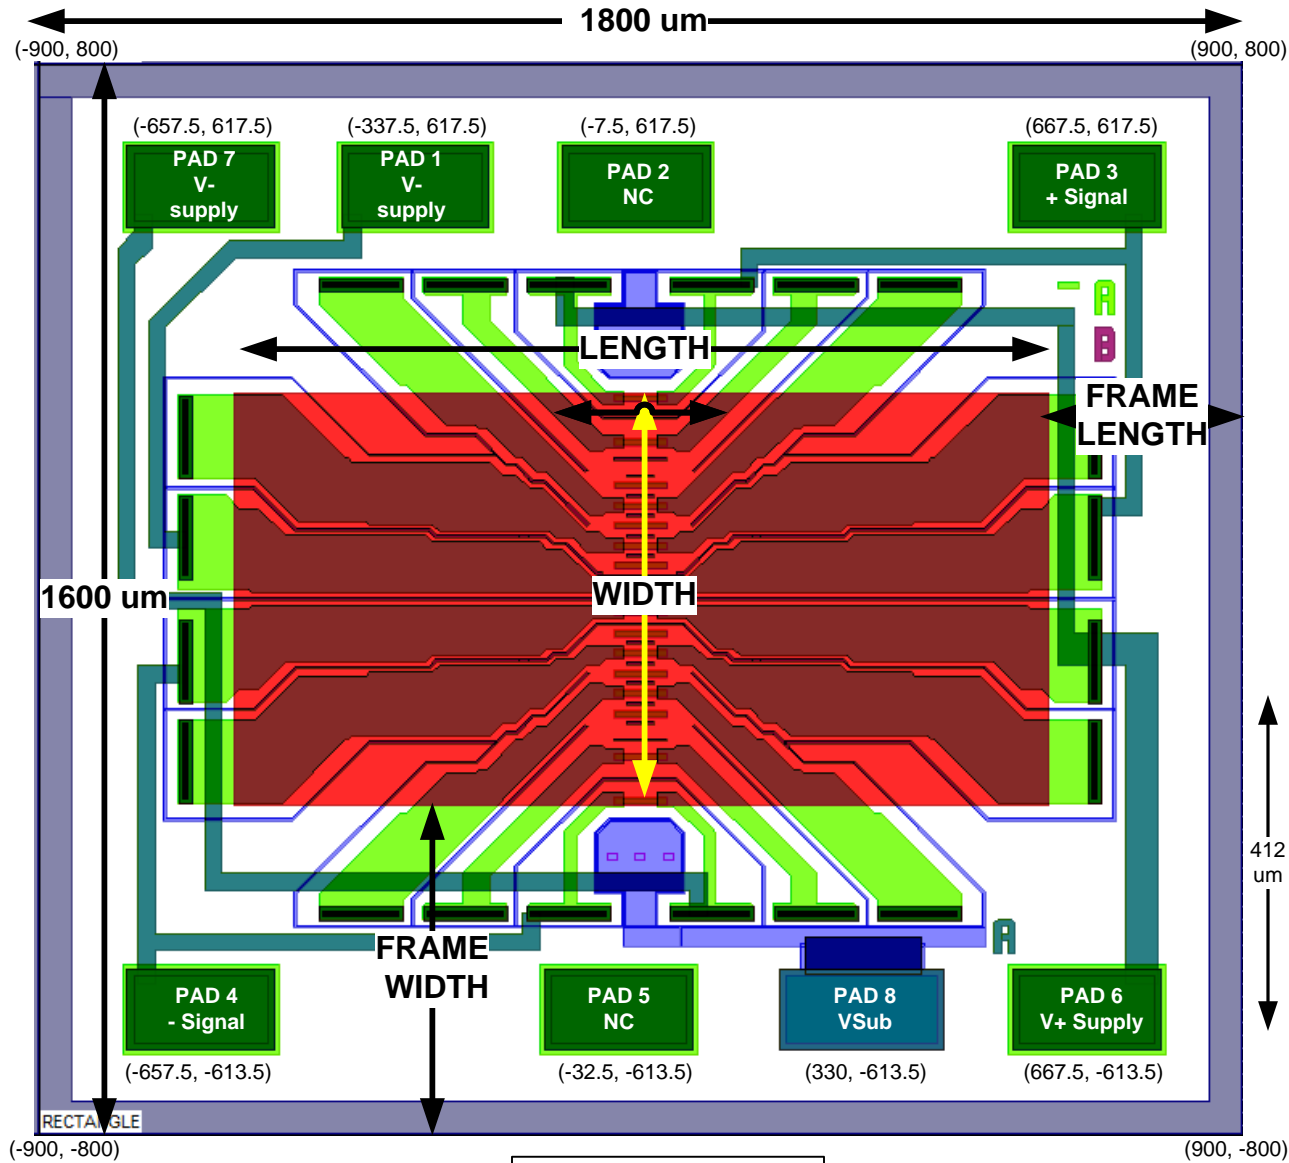 1800 um
(-900, 800)
(900, 800)
(-657.5, 617.5)
(-337.5, 617.5)
(-7.5, 617.5)
(667.5, 617.5)
PAD 7
V-
supply
PAD 1
V-
supply
PAD 2
NC
PAD 3
+ Signal
A
B
LENGTH
FRAME
LENGTH
1600 um
WIDTH
412
um
A
FRAME
WIDTH
PAD 4
- Signal
PAD 5
NC
PAD 8
VSub
PAD 6
V+ Supply
(-657.5, -613.5)
(-32.5, -613.5)
(330, -613.5)
(667.5, -613.5)
RECTANGLE
(-900, -800)
(900, -800)